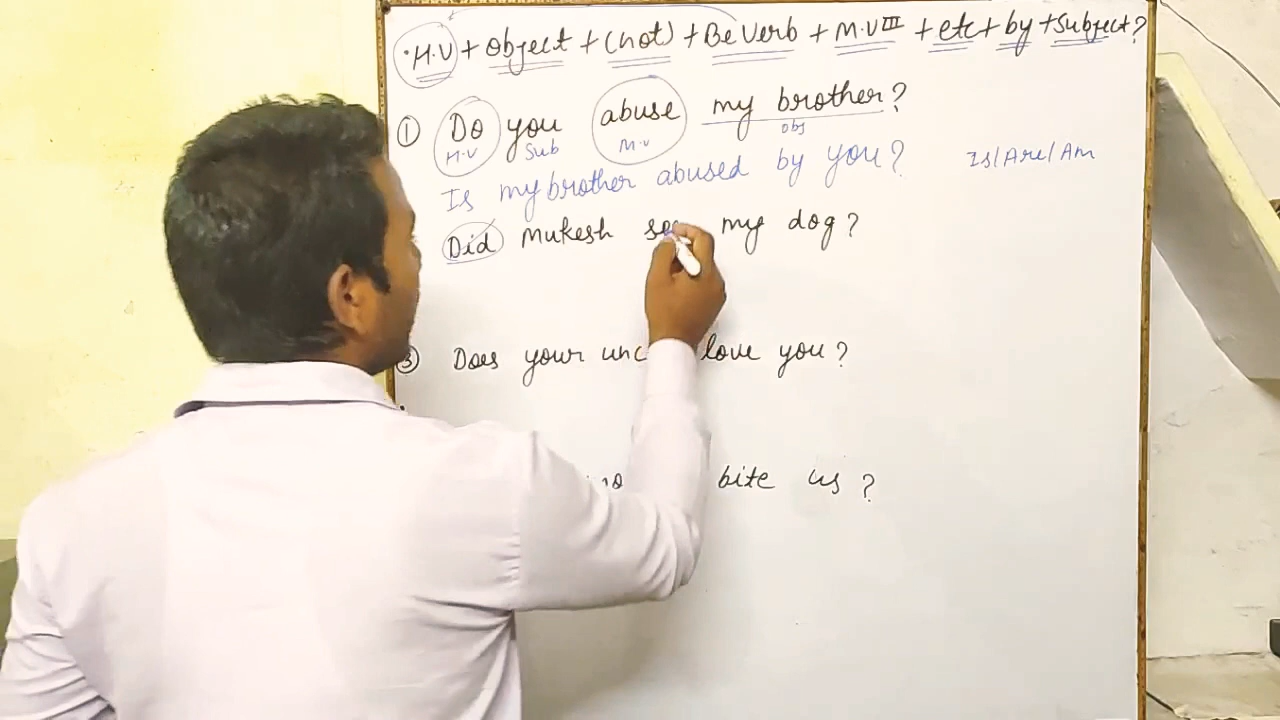 · H.V + object + (not) + Be Verb + M.V III + etc + by + Subject?
① Do you abuse my brother?
H.V Sub M.V obj
Is my brother abused by you? Is/Are/Am
Did Mukesh my dog?
③ Does your love you?
bite us?